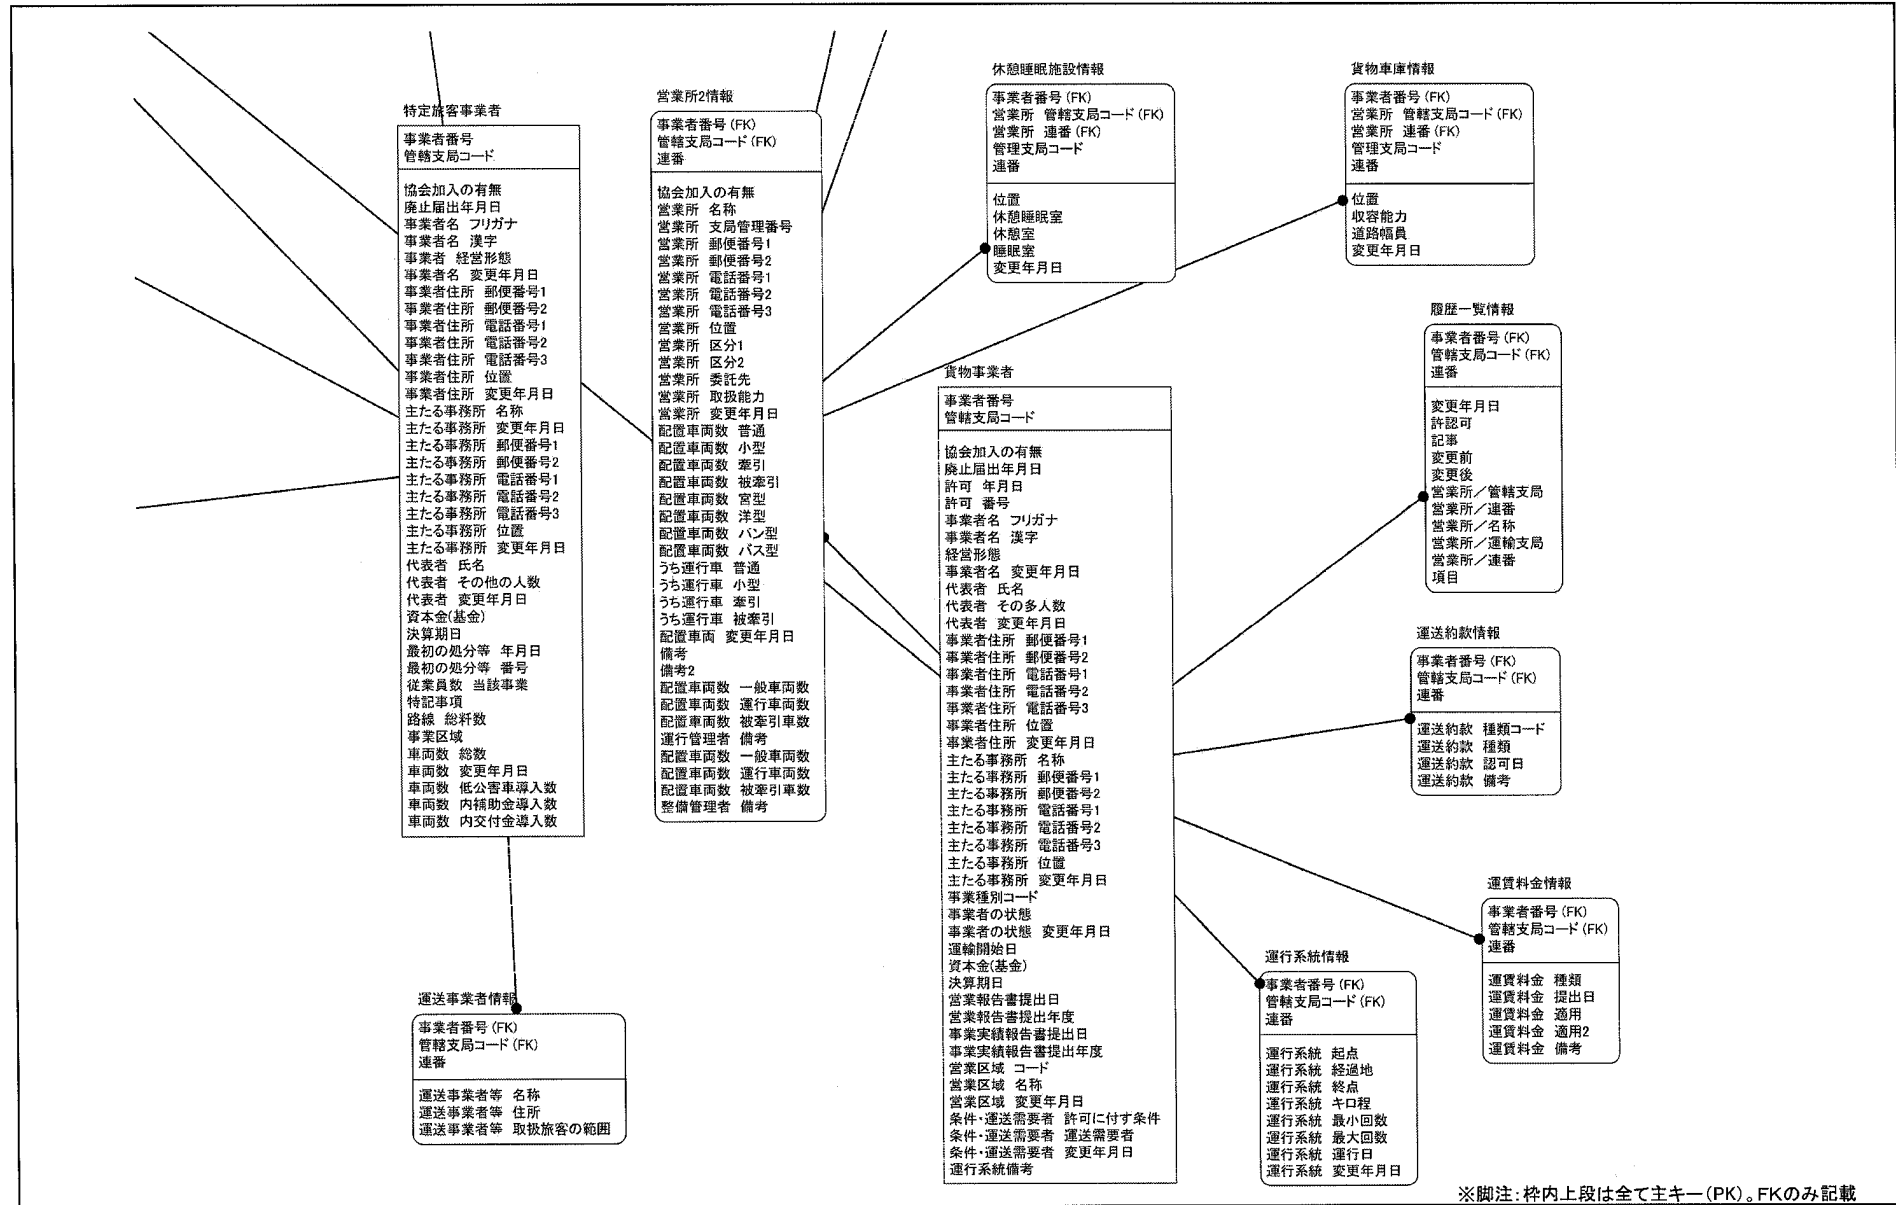 特定旅客事業者
事業者番号
管轄支局コード
協会加入の有無
廃止届出年月日
事業者名 フリガナ
事業者名 漢字
事業者 経営形態
事業者名 変更年月日
事業者住所 郵便番号1
事業者住所 郵便番号2
事業者住所 電話番号1
事業者住所 電話番号2
事業者住所 電話番号3
事業者住所 位置
事業者住所 変更年月日
主たる事務所 名称
主たる事務所 変更年月日
主たる事務所 郵便番号1
主たる事務所 郵便番号2
主たる事務所 電話番号1
主たる事務所 電話番号2
主たる事務所 電話番号3
主たる事務所 位置
主たる事務所 変更年月日
代表者 氏名
代表者 その他の人数
代表者 変更年月日
資本金(基金)
決算期日
最初の処分等 年月日
最初の処分等 番号
従業員数 当該事業
特記事項
路線 総粁数
事業区域
車両数 総数
車両数 変更年月日
車両数 低公害車導入数
車両数 内補助金導入数
車両数 内交付金導入数
運送事業者情報
事業者番号(FK)
管轄支局コード(FK)
連番
運送事業者等 名称
運送事業者等 住所
運送事業者等 取扱旅客の範囲
営業所2情報
事業者番号(FK)
管轄支局コード(FK)
連番
協会加入の有無
営業所 名称
営業所 支局管理番号
営業所 郵便番号1
営業所 郵便番号2
営業所 電話番号1
営業所 電話番号2
営業所 電話番号3
営業所 位置
営業所 区分1
営業所 区分2
営業所 委託先
営業所 取扱能力
営業所 変更年月日
配置車両数 普通
配置車両数 小型
配置車両数 牽引
配置車両数 被牽引
配置車両数 宮型
配置車両数 洋型
配置車両数 バン型
配置車両数 バス型
うち運行車 普通
うち運行車 小型
うち運行車 牽引
うち運行車 被牽引
配置車両 変更年月日
備考
備考2
配置車両数 一般車両数
配置車両数 運行車両数
配置車両数 被牽引車数
運行管理者 備考
配置車両数 一般車両数
配置車両数 運行車両数
配置車両数 被牽引車数
整備管理者 備考
休憩睡眠施設情報
事業者番号(FK)
営業所 管轄支局コード(FK)
営業所 連番(FK)
管理支局コード
連番
位置
休憩睡眠室
休憩室
睡眠室
変更年月日
貨物車庫情報
事業者番号(FK)
営業所 管轄支局コード(FK)
営業所 連番(FK)
管理支局コード
連番
位置
収容能力
道路幅員
変更年月日
貨物事業者
事業者番号
管轄支局コード
協会加入の有無
廃止届出年月日
許可 年月日
許可 番号
事業者名 フリガナ
事業者名 漢字
経営形態
事業者名 変更年月日
代表者 氏名
代表者 その多人数
代表者 変更年月日
事業者住所 郵便番号1
事業者住所 郵便番号2
事業者住所 電話番号1
事業者住所 電話番号2
事業者住所 電話番号3
事業者住所 位置
事業者住所 変更年月日
主たる事務所 名称
主たる事務所 郵便番号1
主たる事務所 郵便番号2
主たる事務所 電話番号1
主たる事務所 電話番号2
主たる事務所 電話番号3
主たる事務所 位置
主たる事務所 変更年月日
事業種別コード
事業者の状態
事業者の状態 変更年月日
運輸開始日
資本金(基金)
決算期日
営業報告書提出日
営業報告書提出年度
事業実績報告書提出日
事業実績報告書提出年度
営業区域 コード
営業区域 名称
営業区域 変更年月日
条件・運送需要者 許可に付す条件
条件・運送需要者 運送需要者
条件・運送需要者 変更年月日
運行系統備考
履歴一覧情報
事業者番号(FK)
管轄支局コード(FK)
連番
変更年月日
許認可
記事
変更前
変更後
営業所／管轄支局
営業所／連番
営業所／名称
営業所／運輸支局
営業所／連番
項目
運送約款情報
事業者番号(FK)
管轄支局コード(FK)
連番
運送約款 種類コード
運送約款 種類
運送約款 認可日
運送約款 備考
運賃料金情報
事業者番号(FK)
管轄支局コード(FK)
連番
運賃料金 種類
運賃料金 提出日
運賃料金 適用
運賃料金 適用2
運賃料金 備考
運行系統情報
事業者番号(FK)
管轄支局コード(FK)
連番
運行系統 起点
運行系統 経過地
運行系統 終点
運行系統 キロ程
運行系統 最小回数
運行系統 最大回数
運行系統 運行日
運行系統 変更年月日
※脚注:枠内上段は全て主キー(PK)。FKのみ記載